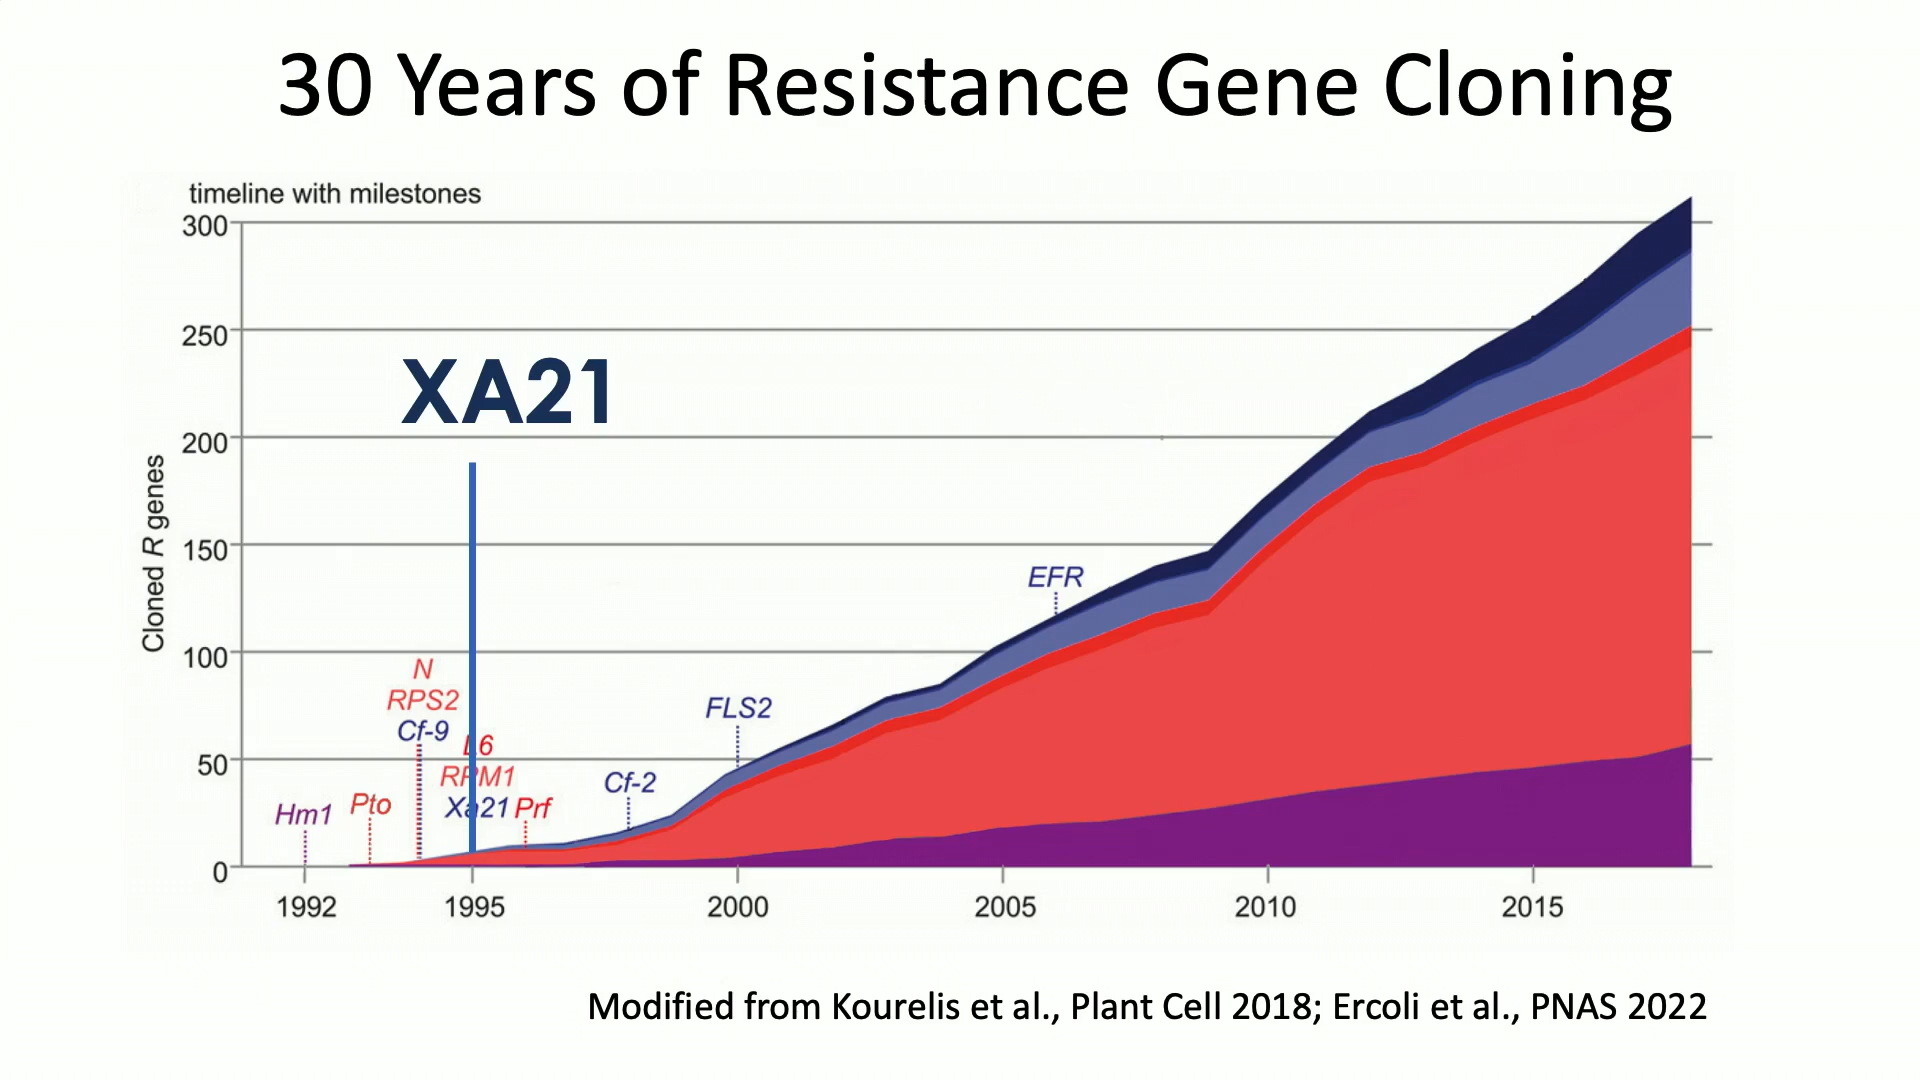 30 Years of Resistance Gene Cloning
timeline with milestones
300
250
200
150
100
50
0
Cloned R genes
XA21
EFR
N
RPS2
Cf-9
FLS2
L6
RPM1
Xa21
Prf
Cf-2
Hm1
Pto
1992
1995
2000
2005
2010
2015
Modified from Kourelis et al., Plant Cell 2018; Ercoli et al., PNAS 2022